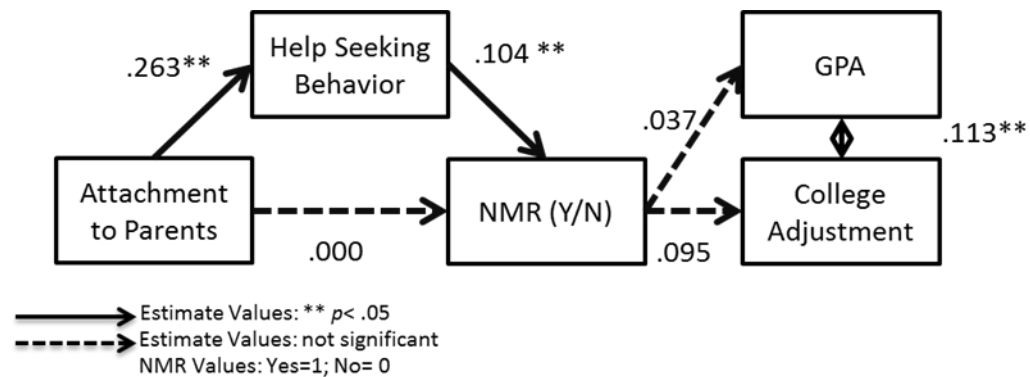 .263**
Help Seeking
Behavior
.104 **
GPA
.037
.113**
Attachment
to Parents
.000
NMR (Y/N)
.095
College
Adjustment
Estimate Values: ** p< .05
Estimate Values: not significant
NMR Values: Yes=1; No= 0